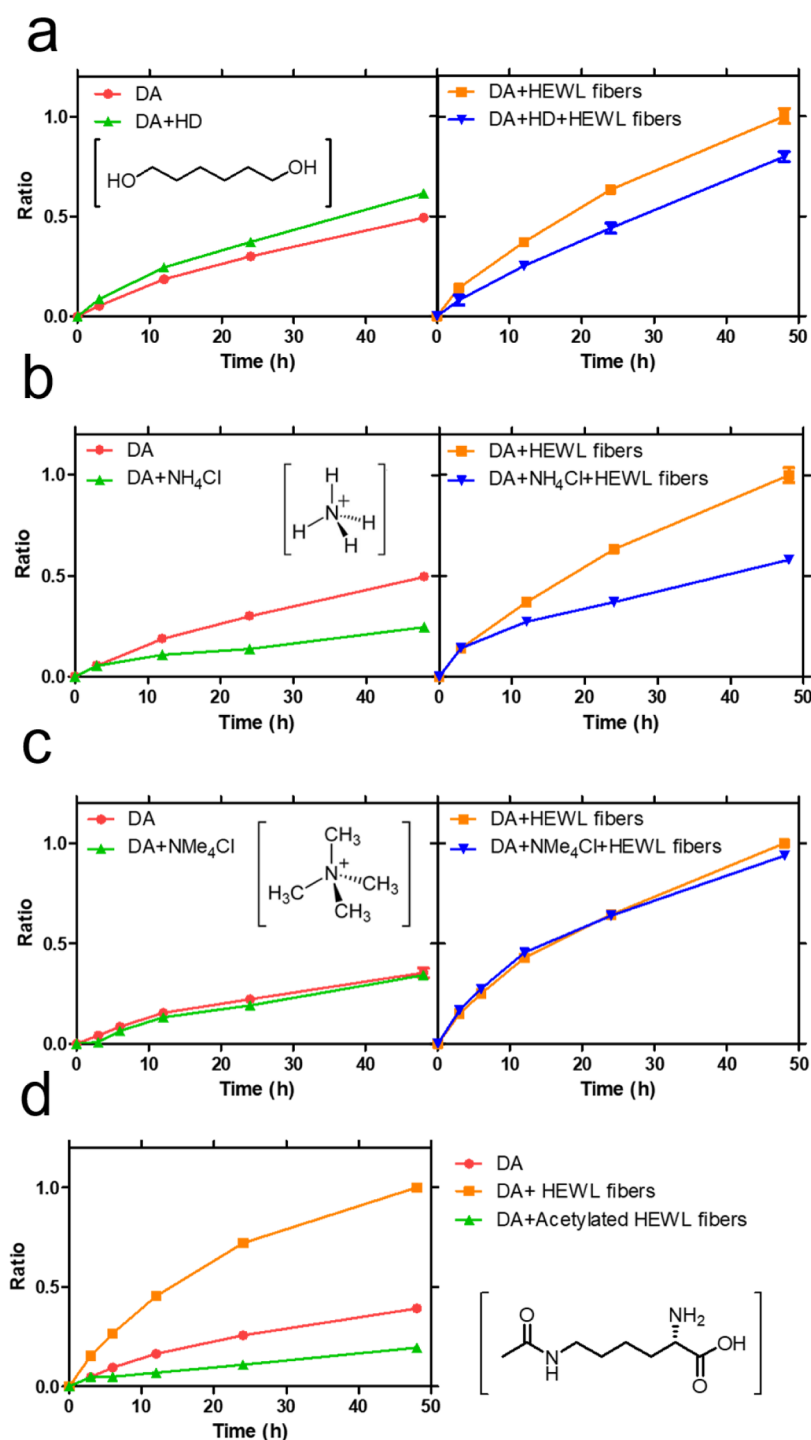 a
DA
DA+HD
HO
OH
DA+HEWL fibers
DA+HD+HEWL fibers
Ratio
1.0
0.5
0.0
0 10 20 30 40
0 10 20 30 40 50
Time (h)
Time (h)
b
DA
DA+NH₄Cl
H
N
+
H
H
H
DA+HEWL fibers
DA+NH₄Cl+HEWL fibers
Ratio
1.0
0.5
0.0
0 10 20 30 40
0 10 20 30 40 50
Time (h)
Time (h)
c
DA
DA+NMe₄Cl
CH₃
N
+
H₃C
CH₃
CH₃
DA+HEWL fibers
DA+NMe₄Cl+HEWL fibers
Ratio
1.0
0.5
0.0
0 10 20 30 40
0 10 20 30 40 50
Time (h)
Time (h)
d
Ratio
1.0
0.5
0.0
0 10 20 30 40 50
Time (h)
DA
DA+ HEWL fibers
DA+Acetylated HEWL fibers
O
N
H
NH₂
OH
O